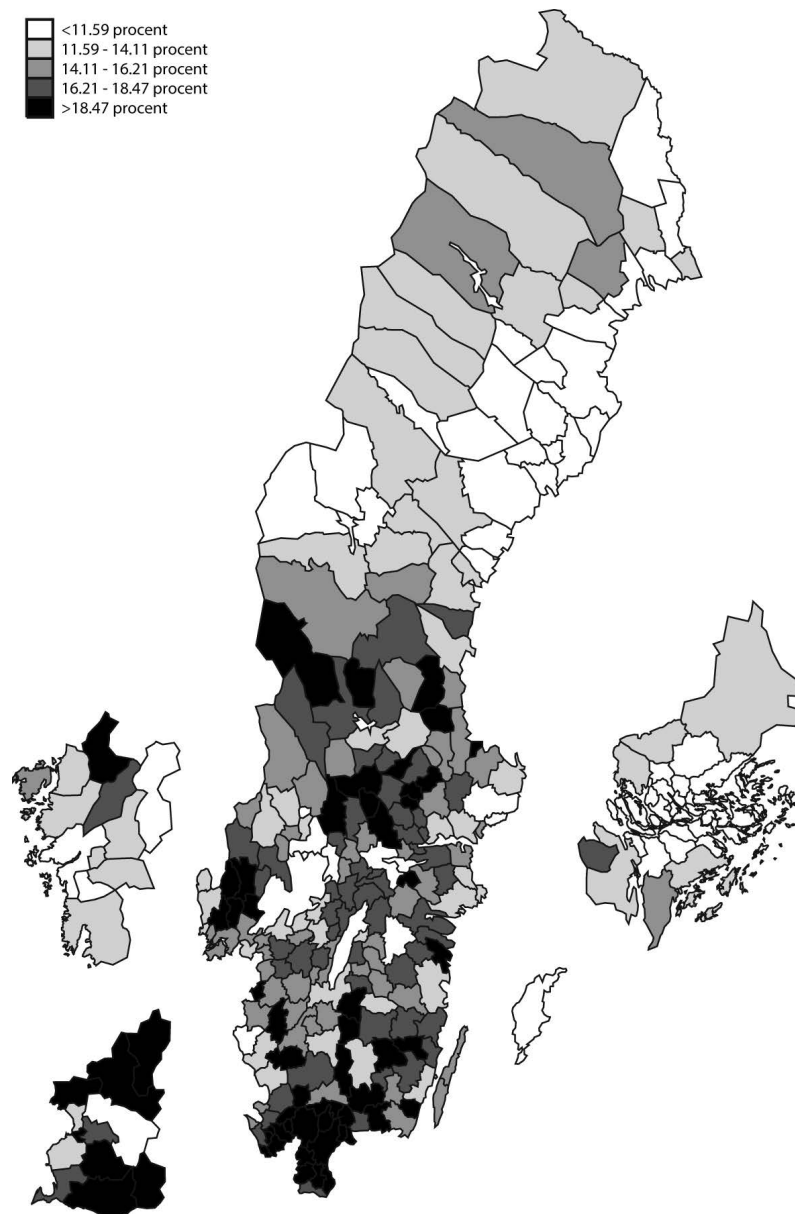 <11.59 procent
11.59 - 14.11 procent
14.11 - 16.21 procent
16.21 - 18.47 procent
>18.47 procent